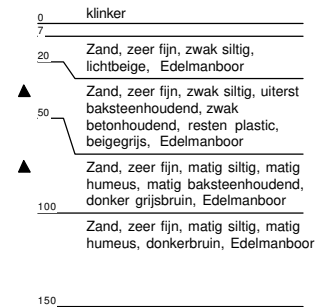 0 klinker
7
20 Zand, zeer fijn, zwak siltig,
lichtbeige, Edelmanboor
Zand, zeer fijn, zwak siltig, uiterst
baksteenhoudend, zwak
50 betonhoudend, resten plastic,
beigegrijs, Edelmanboor
Zand, zeer fijn, matig siltig, matig
humeus, matig baksteenhoudend,
donker grijsbruin, Edelmanboor
100
Zand, zeer fijn, matig siltig, matig
humeus, donkerbruin, Edelmanboor
150